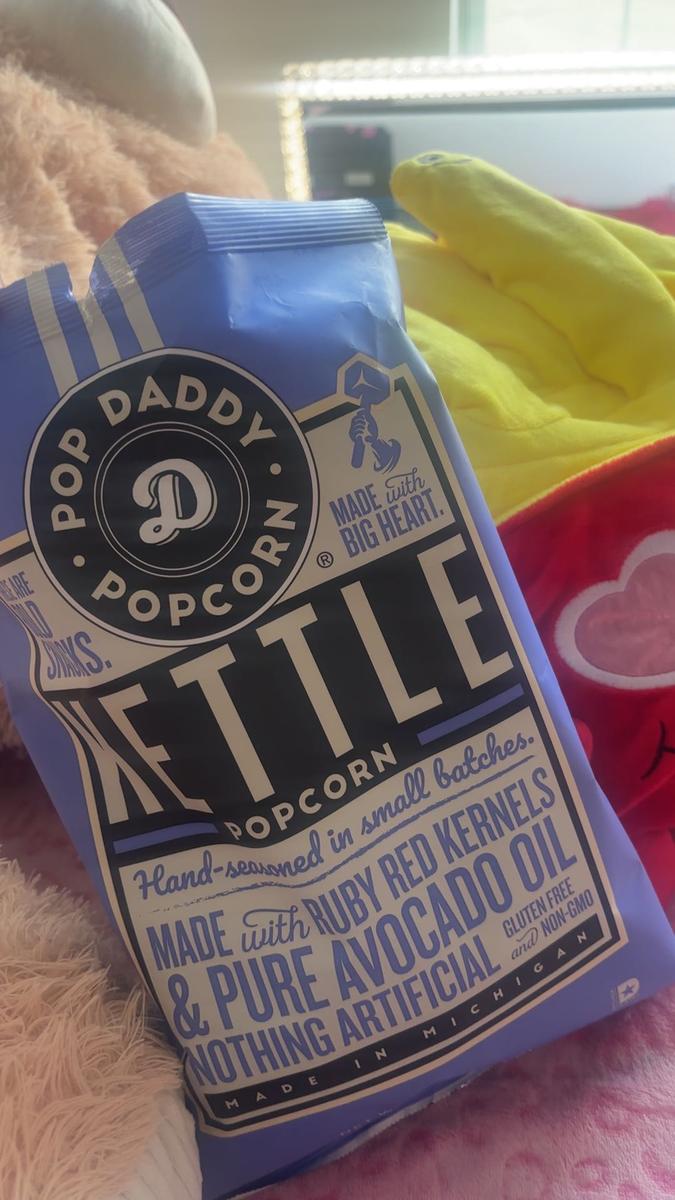 POP DADDY
D
POPCORN
®
MADE with
BIG HEART.
KETTLE
POPCORN
Hand-seasoned in small batches.
MADE with RUBY RED KERNELS
& PURE AVOCADO OIL
NOTHING ARTIFICIAL
GLUTEN FREE
and NON-GMO
MADE IN MICHIGAN